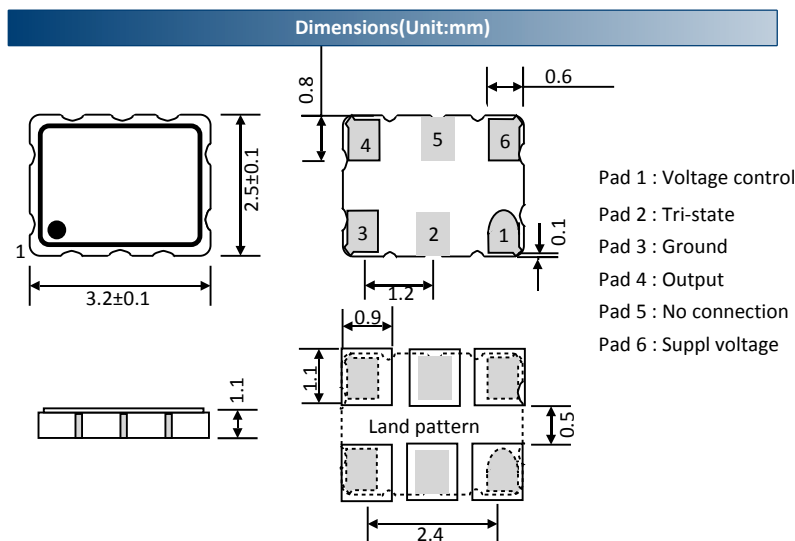 Dimensions(Unit:mm)
0.8
0.6
2.5±0.1
1
3.2±0.1
4
5
6
3
2
1
0.1
1.2
Pad 1 : Voltage control
Pad 2 : Tri-state
Pad 3 : Ground
Pad 4 : Output
Pad 5 : No connection
Pad 6 : Suppl voltage
0.9
1.1
1.1
Land pattern
0.5
2.4